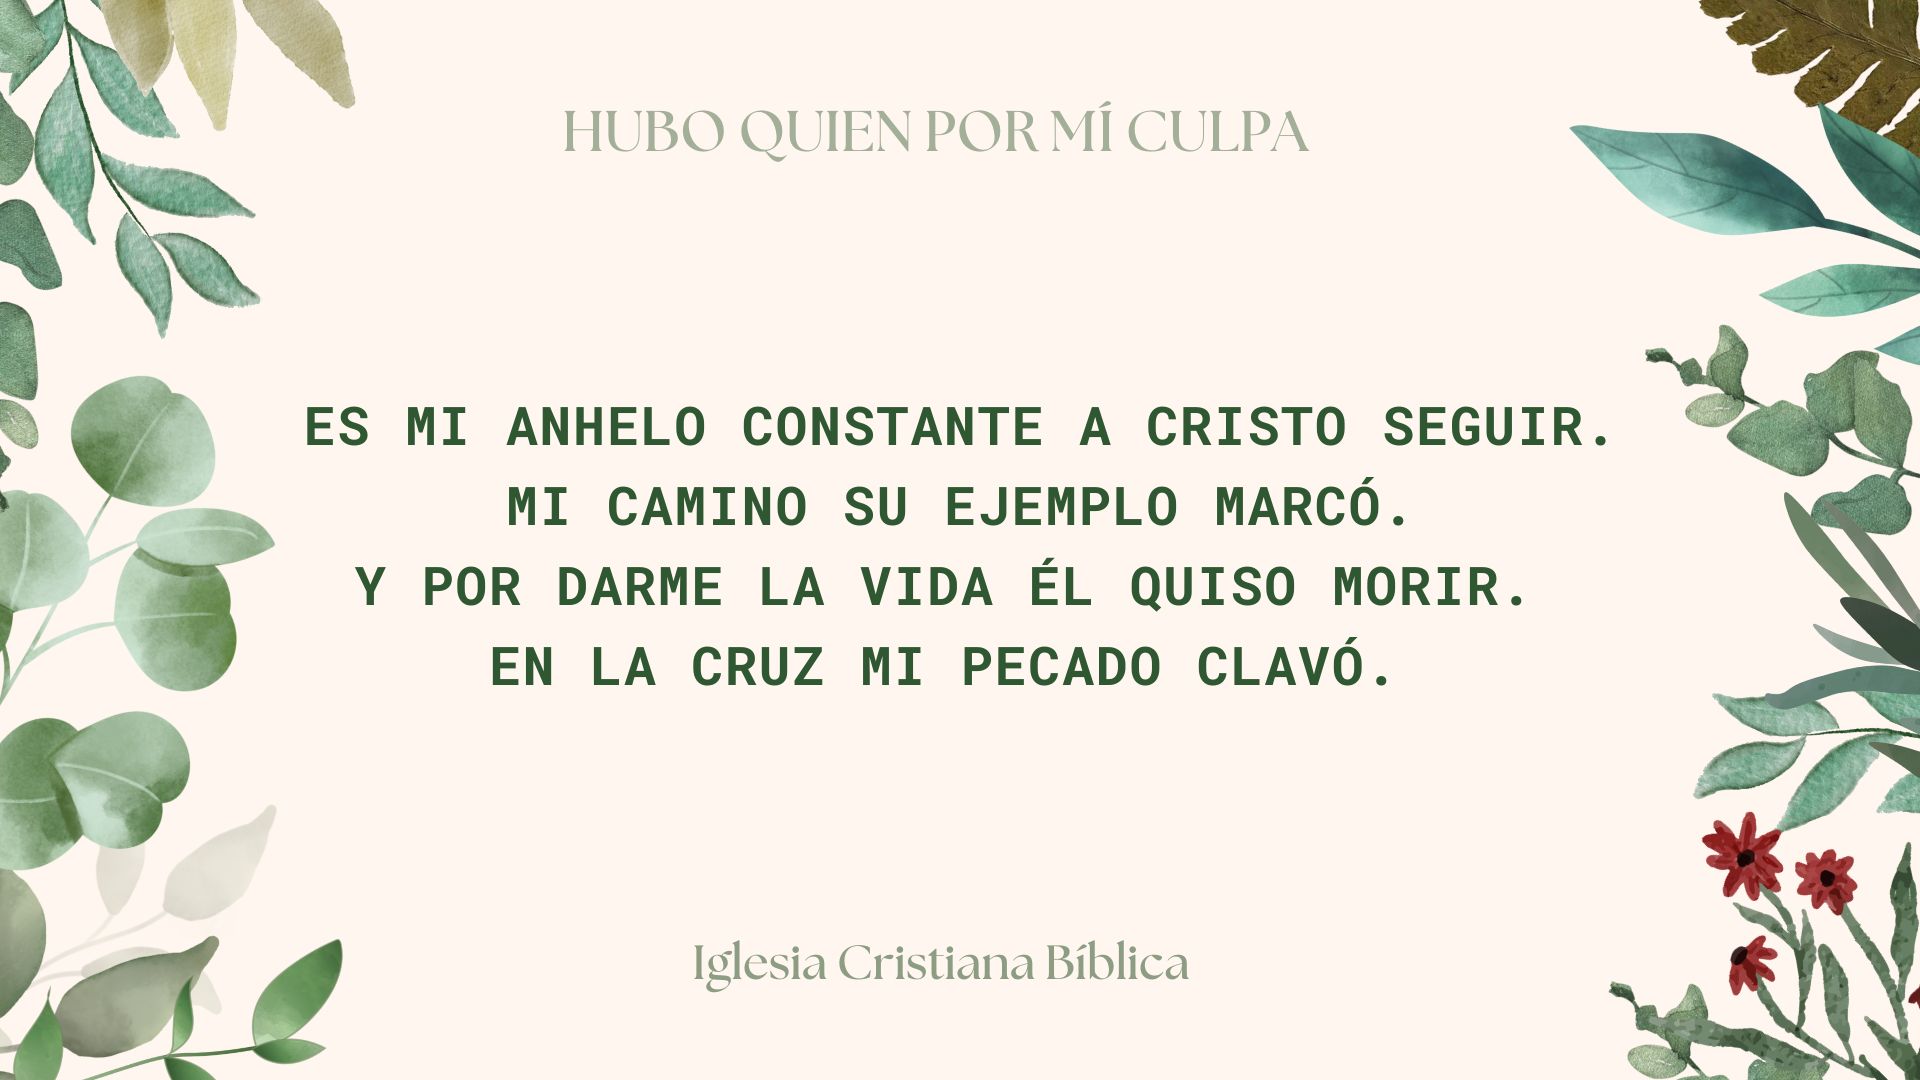 HUBO QUIEN POR MÍ CULPA
ES MI ANHELO CONSTANTE A CRISTO SEGUIR.
MI CAMINO SU EJEMPLO MARCÓ.
Y POR DARME LA VIDA ÉL QUISO MORIR.
EN LA CRUZ MI PECADO CLAVÓ.
Iglesia Cristiana Bíblica